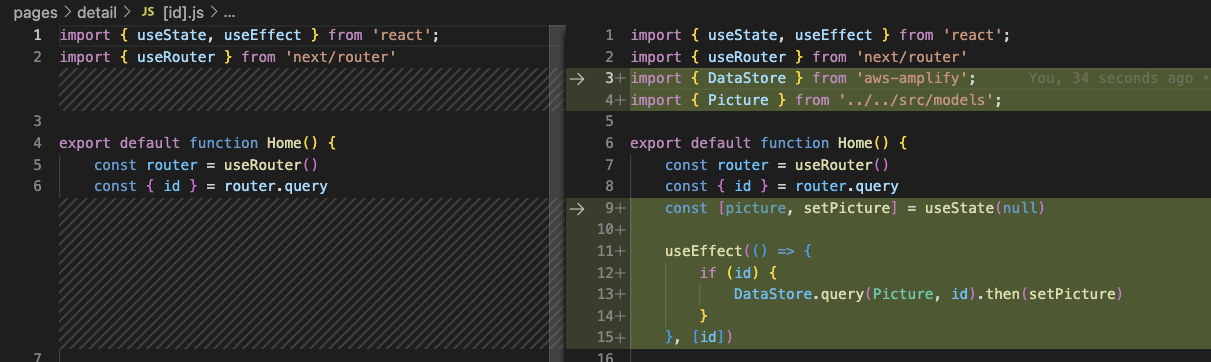 pages > detail > JS [id].js > ...
1 import { useState, useEffect } from 'react';
2 import { useRouter } from 'next/router'
3
4 export default function Home() {
5 const router = useRouter()
6 const { id } = router.query
7
1 import { useState, useEffect } from 'react';
2 import { useRouter } from 'next/router'
→ 3+ import { DataStore } from 'aws-amplify'; You, 34 seconds ago •
4+ import { Picture } from '../../src/models';
5
6 export default function Home() {
7 const router = useRouter()
8 const { id } = router.query
→ 9+ const [picture, setPicture] = useState(null)
10+
11+ useEffect(() => {
12+ if (id) {
13+ DataStore.query(Picture, id).then(setPicture)
14+ }
15+ }, [id])
16